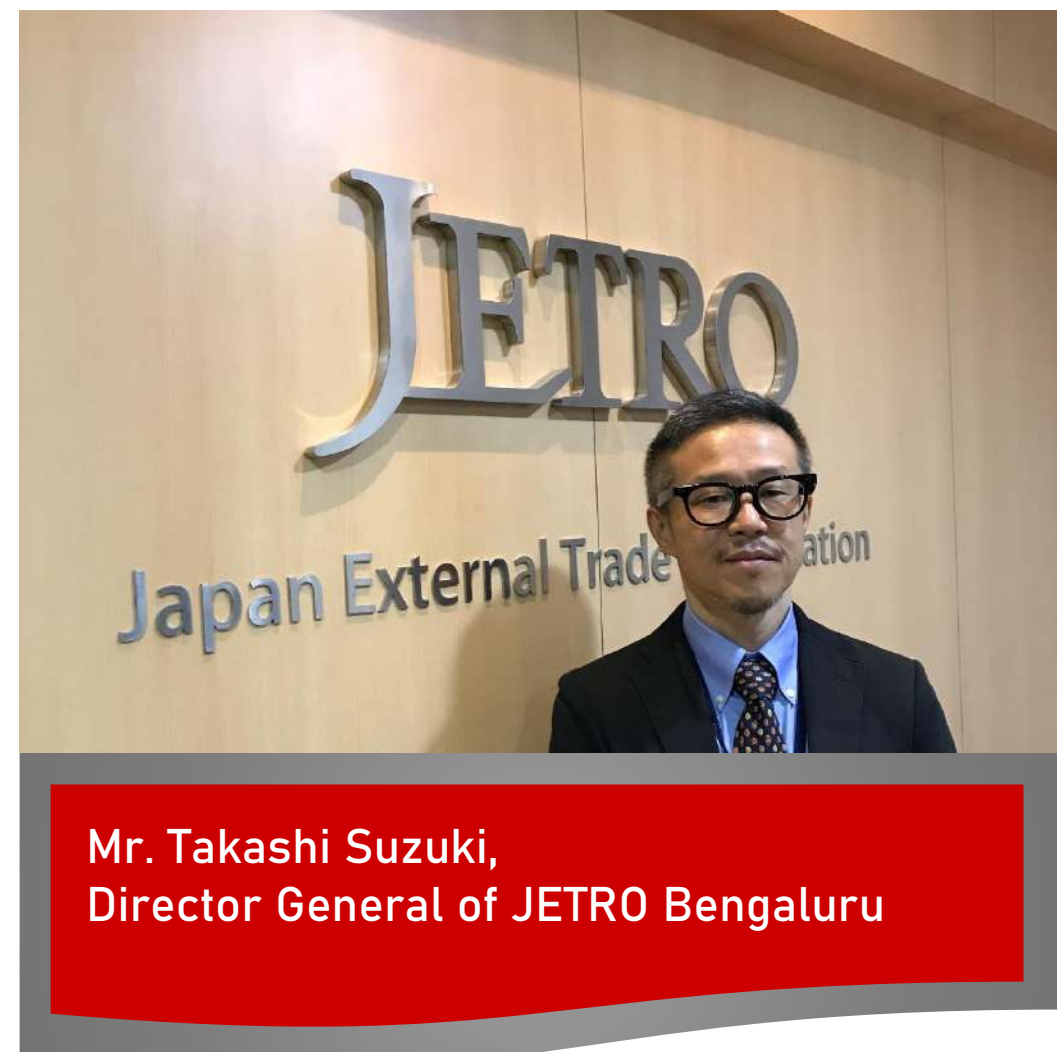 JETRO
Japan External Trade ation
Mr. Takashi Suzuki,
Director General of JETRO Bengaluru